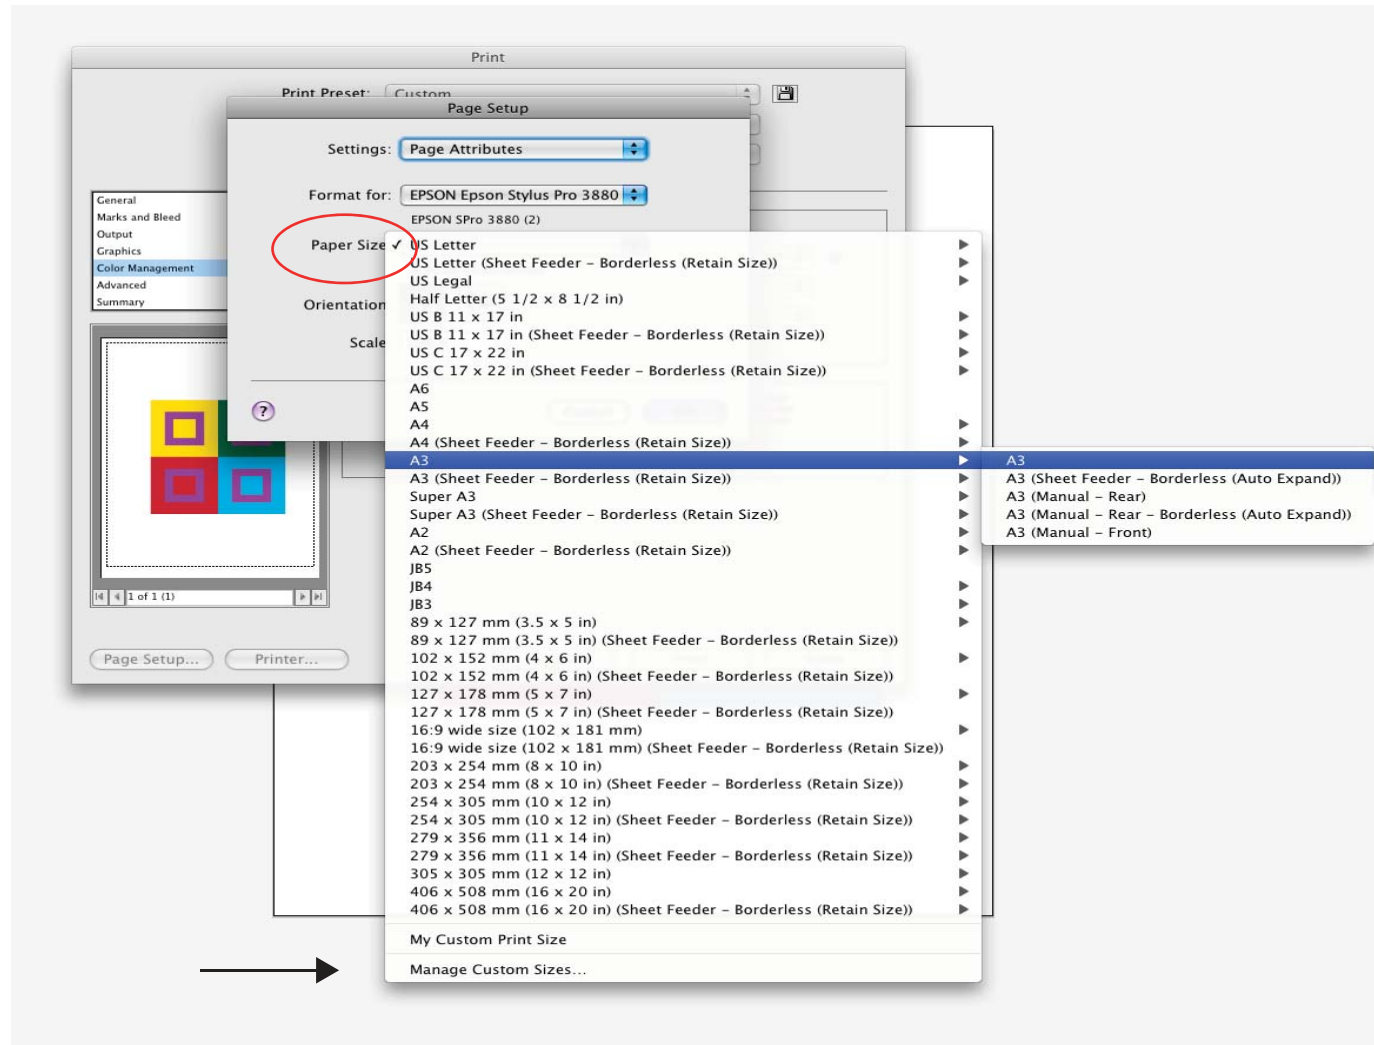 Print
Print Preset: Custom
Page Setup
Settings: Page Attributes
Format for: EPSON Epson Stylus Pro 3880
EPSON SPro 3880 (2)
General
Marks and Bleed
Output
Graphics
Color Management
Advanced
Summary
Paper Size ✓ US Letter
US Letter (Sheet Feeder – Borderless (Retain Size))
US Legal
Half Letter (5 1/2 x 8 1/2 in)
Orientation
US B 11 x 17 in
US B 11 x 17 in (Sheet Feeder – Borderless (Retain Size))
Scale
US C 17 x 22 in
US C 17 x 22 in (Sheet Feeder – Borderless (Retain Size))
A6
A5
?
A4
A4 (Sheet Feeder – Borderless (Retain Size))
A3
A3 (Sheet Feeder – Borderless (Retain Size))
Super A3
Super A3 (Sheet Feeder – Borderless (Retain Size))
A2
A2 (Sheet Feeder – Borderless (Retain Size))
JB5
JB4
JB3
89 x 127 mm (3.5 x 5 in)
89 x 127 mm (3.5 x 5 in) (Sheet Feeder – Borderless (Retain Size))
102 x 152 mm (4 x 6 in)
102 x 152 mm (4 x 6 in) (Sheet Feeder – Borderless (Retain Size))
127 x 178 mm (5 x 7 in)
127 x 178 mm (5 x 7 in) (Sheet Feeder – Borderless (Retain Size))
16:9 wide size (102 x 181 mm)
16:9 wide size (102 x 181 mm) (Sheet Feeder – Borderless (Retain Size))
203 x 254 mm (8 x 10 in)
203 x 254 mm (8 x 10 in) (Sheet Feeder – Borderless (Retain Size))
254 x 305 mm (10 x 12 in)
254 x 305 mm (10 x 12 in) (Sheet Feeder – Borderless (Retain Size))
279 x 356 mm (11 x 14 in)
279 x 356 mm (11 x 14 in) (Sheet Feeder – Borderless (Retain Size))
305 x 305 mm (12 x 12 in)
406 x 508 mm (16 x 20 in)
406 x 508 mm (16 x 20 in) (Sheet Feeder – Borderless (Retain Size))
My Custom Print Size
Manage Custom Sizes...
A3
A3 (Sheet Feeder – Borderless (Auto Expand))
A3 (Manual – Rear)
A3 (Manual – Rear – Borderless (Auto Expand))
A3 (Manual – Front)
1 of 1 (1)
Page Setup... Printer...